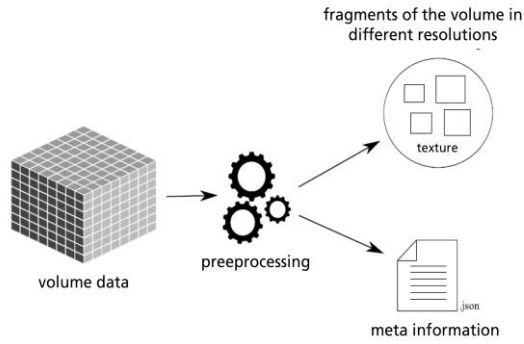 fragments of the volume in
different resolutions
texture
volume data
preeprocessing
.json
meta information